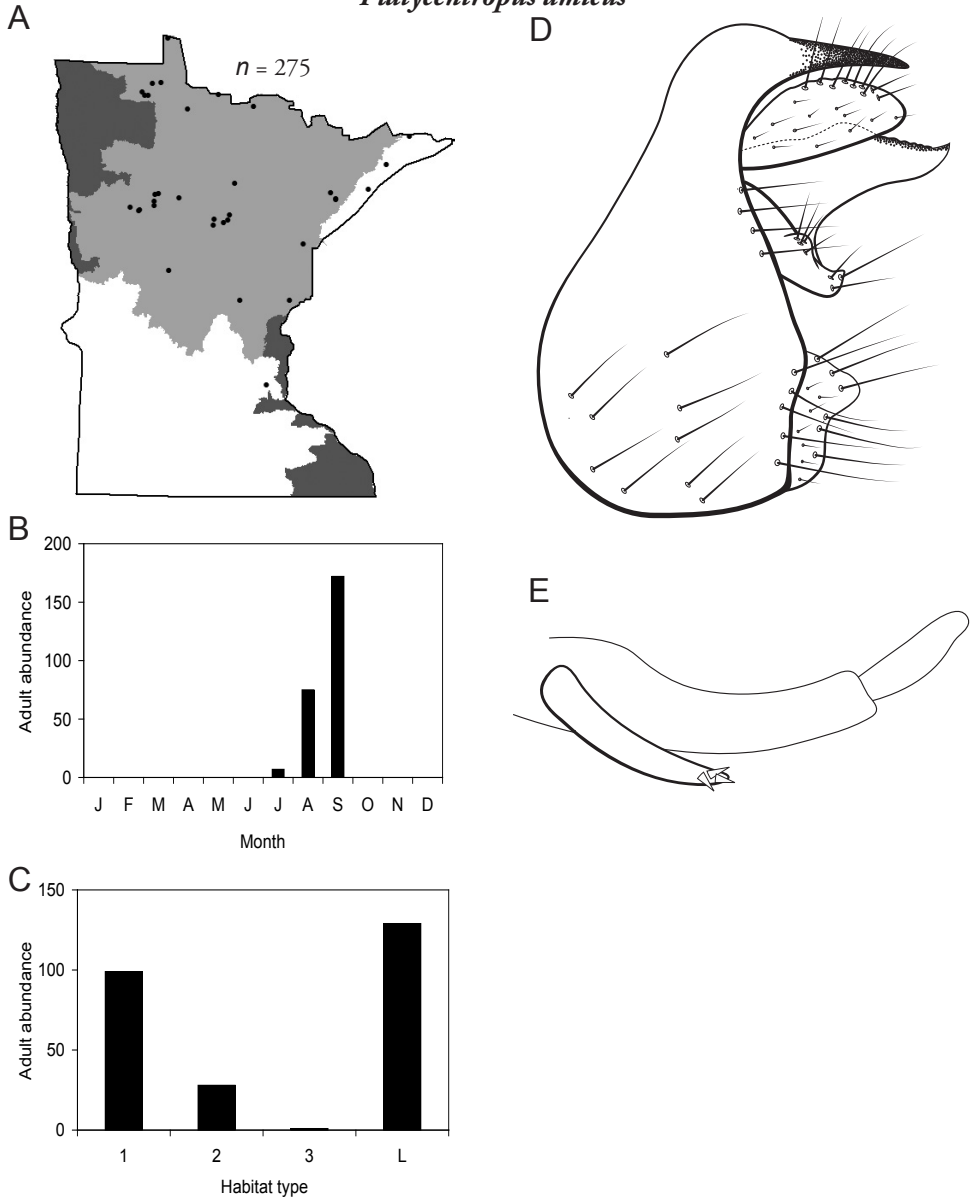 Platycentropus amicus
A
n = 275
B
200
150
100
50
0
Adult abundance
J F M A M J J A S O N D
Month
C
150
100
50
0
Adult abundance
1 2 3 L
Habitat type
D
E